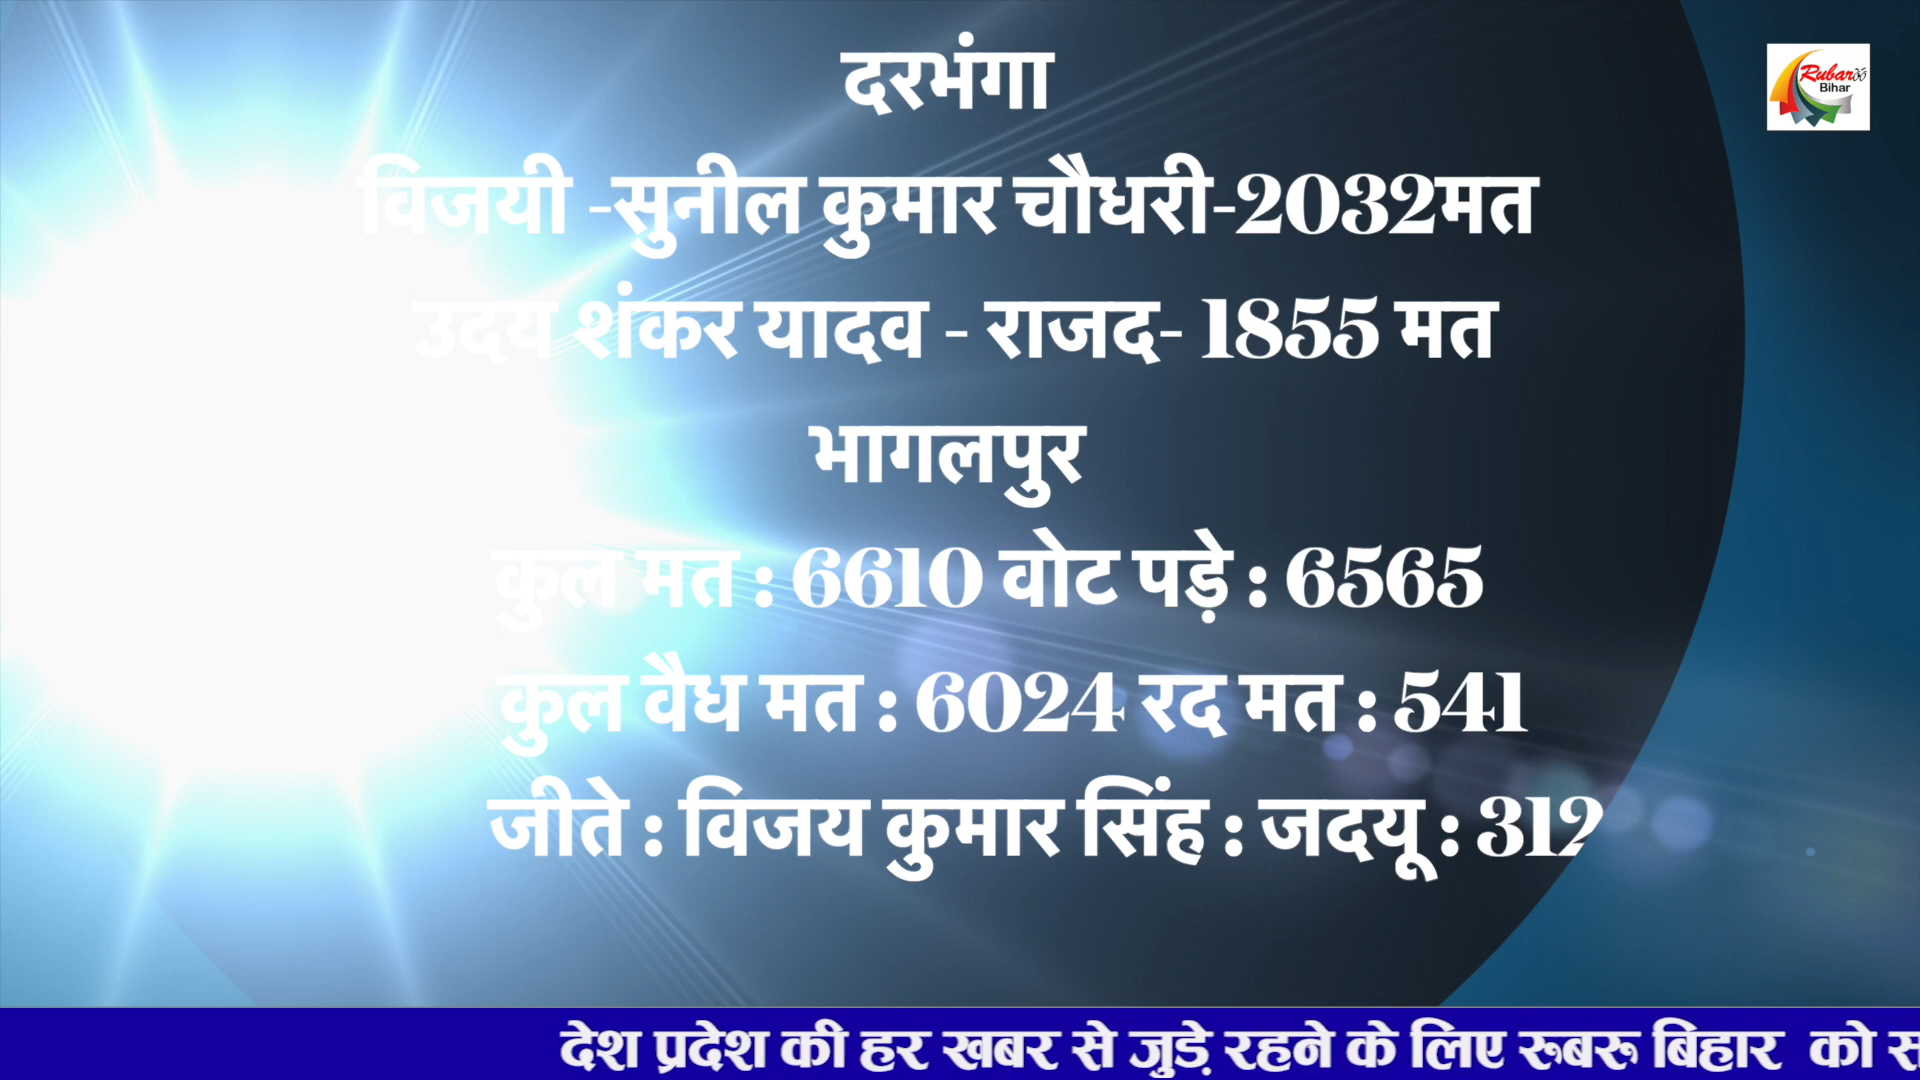 दरभंगा
Rubaroo
Bihar
विजयी -सुनील कुमार चौधरी-2032मत
उदय शंकर यादव - राजद- 1855 मत
भागलपुर
कुल मत : 6610 वोट पड़े : 6565
कुल वैध मत : 6024 रद मत : 541
जीते : विजय कुमार सिंह : जदयू : 312
देश प्रदेश की हर खबर से जुड़े रहने के लिए रूबरू बिहार को स